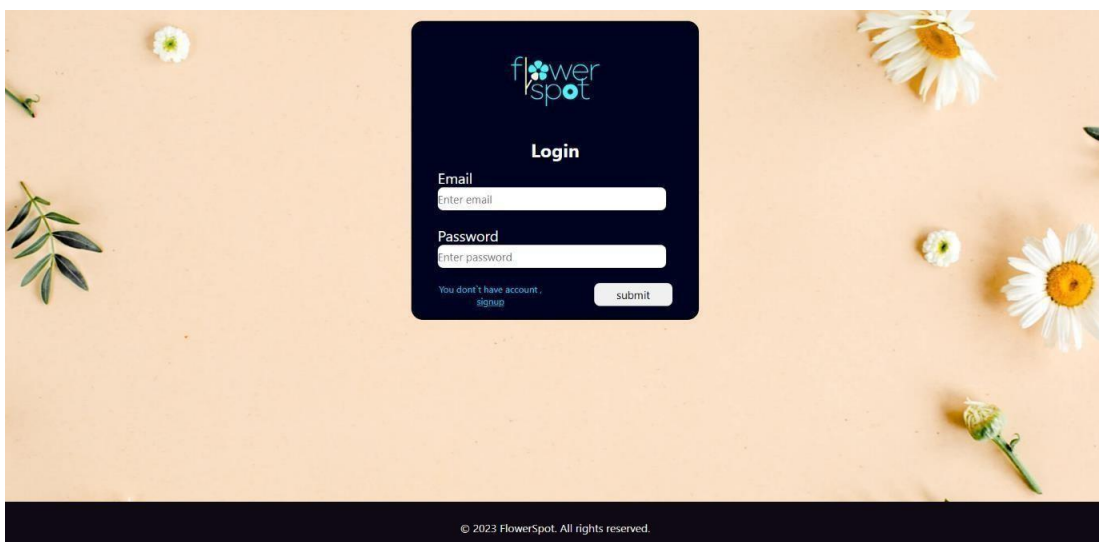 flower
spot
Login
Email
Enter email
Password
Enter password
You dont't have account ,
signup
submit
© 2023 FlowerSpot. All rights reserved.